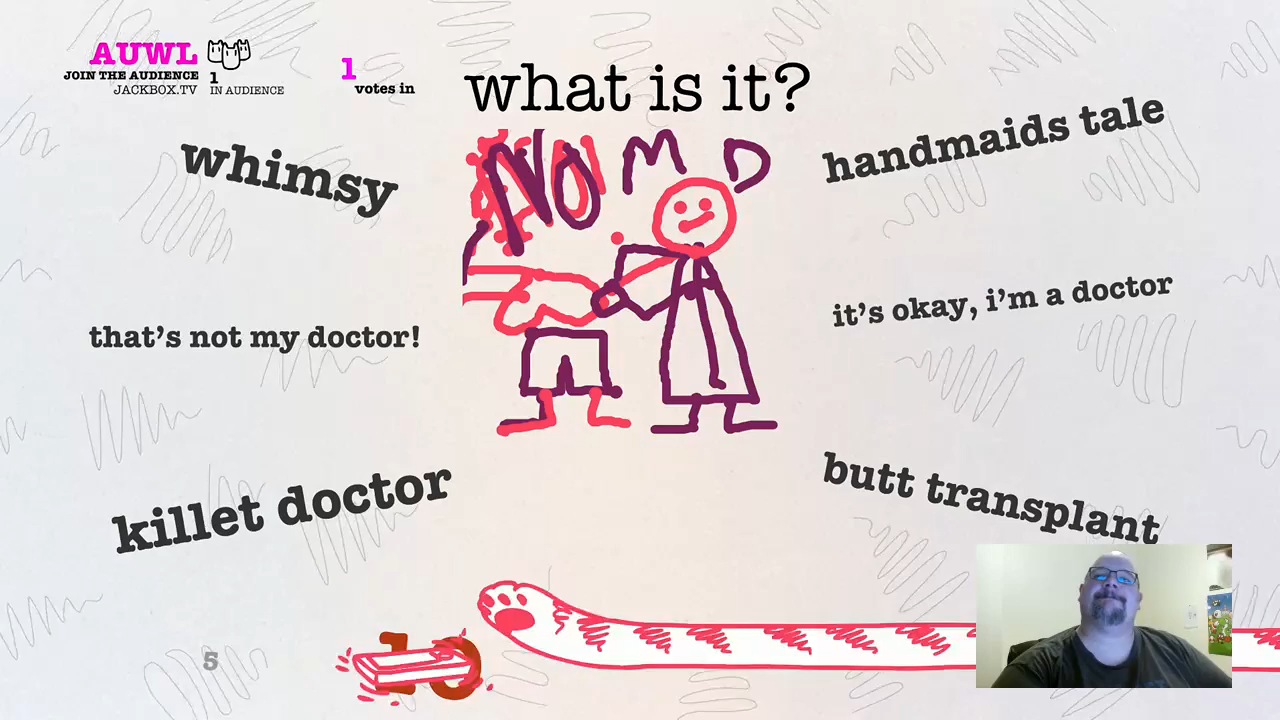 AUWL
JOIN THE AUDIENCE
JACKBOX.TV
1
IN AUDIENCE
1
votes in
what is it?
NO M D
whimsy
handmaids tale
that's not my doctor!
it's okay, i'm a doctor
killet doctor
butt transplant
5
10